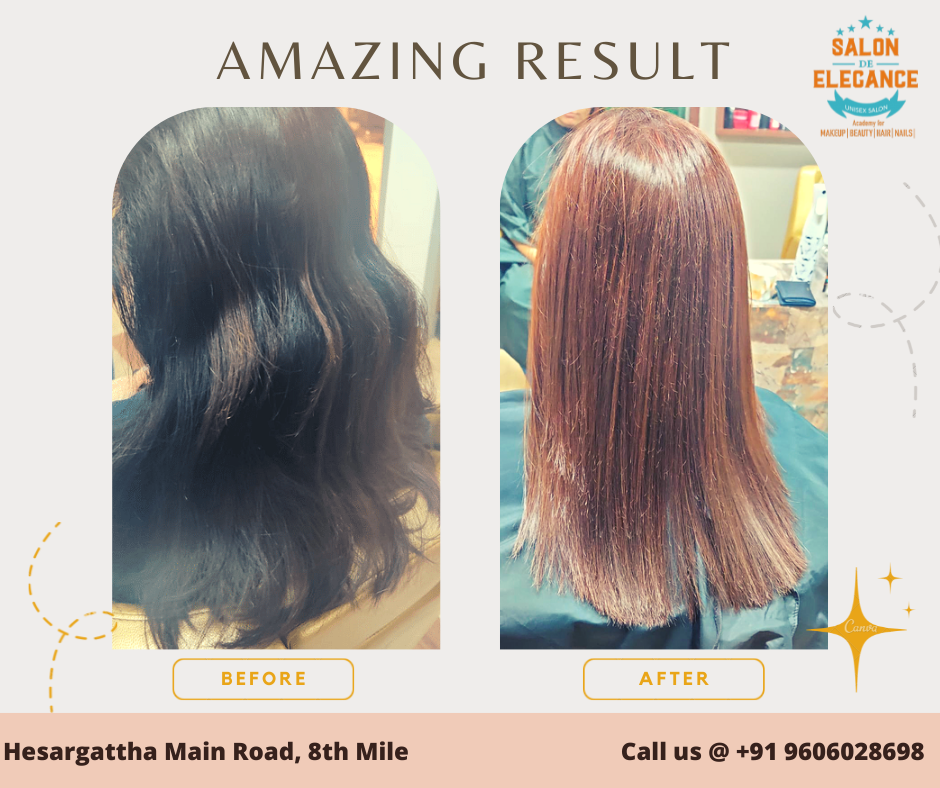 AMAZING RESULT
SALON
DE
ELEGANCE
UNISEX SALON
Academy for
MAKEUP | BEAUTY | HAIR | NAILS |
BEFORE
AFTER
Canva
Hesargattha Main Road, 8th Mile
Call us @ +91 9606028698